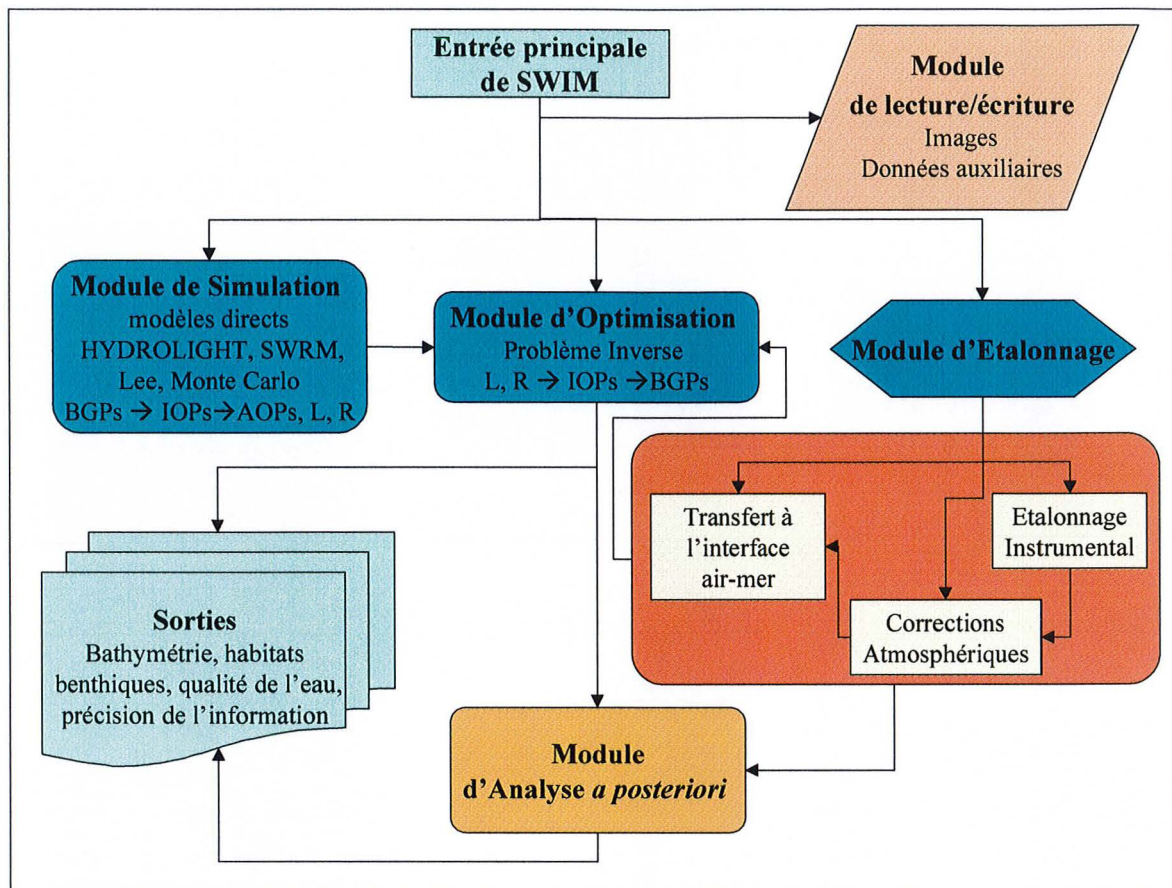 Entrée principale
de SWIM
Module
de lecture/écriture
Images
Données auxiliaires
Module de Simulation
modèles directs
HYDROLIGHT, SWRM,
Lee, Monte Carlo
BGPs → IOPs→AOPs, L, R
Module d'Optimisation
Problème Inverse
L, R → IOPs →BGPs
Module d'Etalonnage
Transfert à
l'interface
air-mer
Etalonnage
Instrumental
Corrections
Atmosphériques
Sorties
Bathymétrie, habitats
benthiques, qualité de l'eau,
précision de l'information
Module
d'Analyse a posteriori